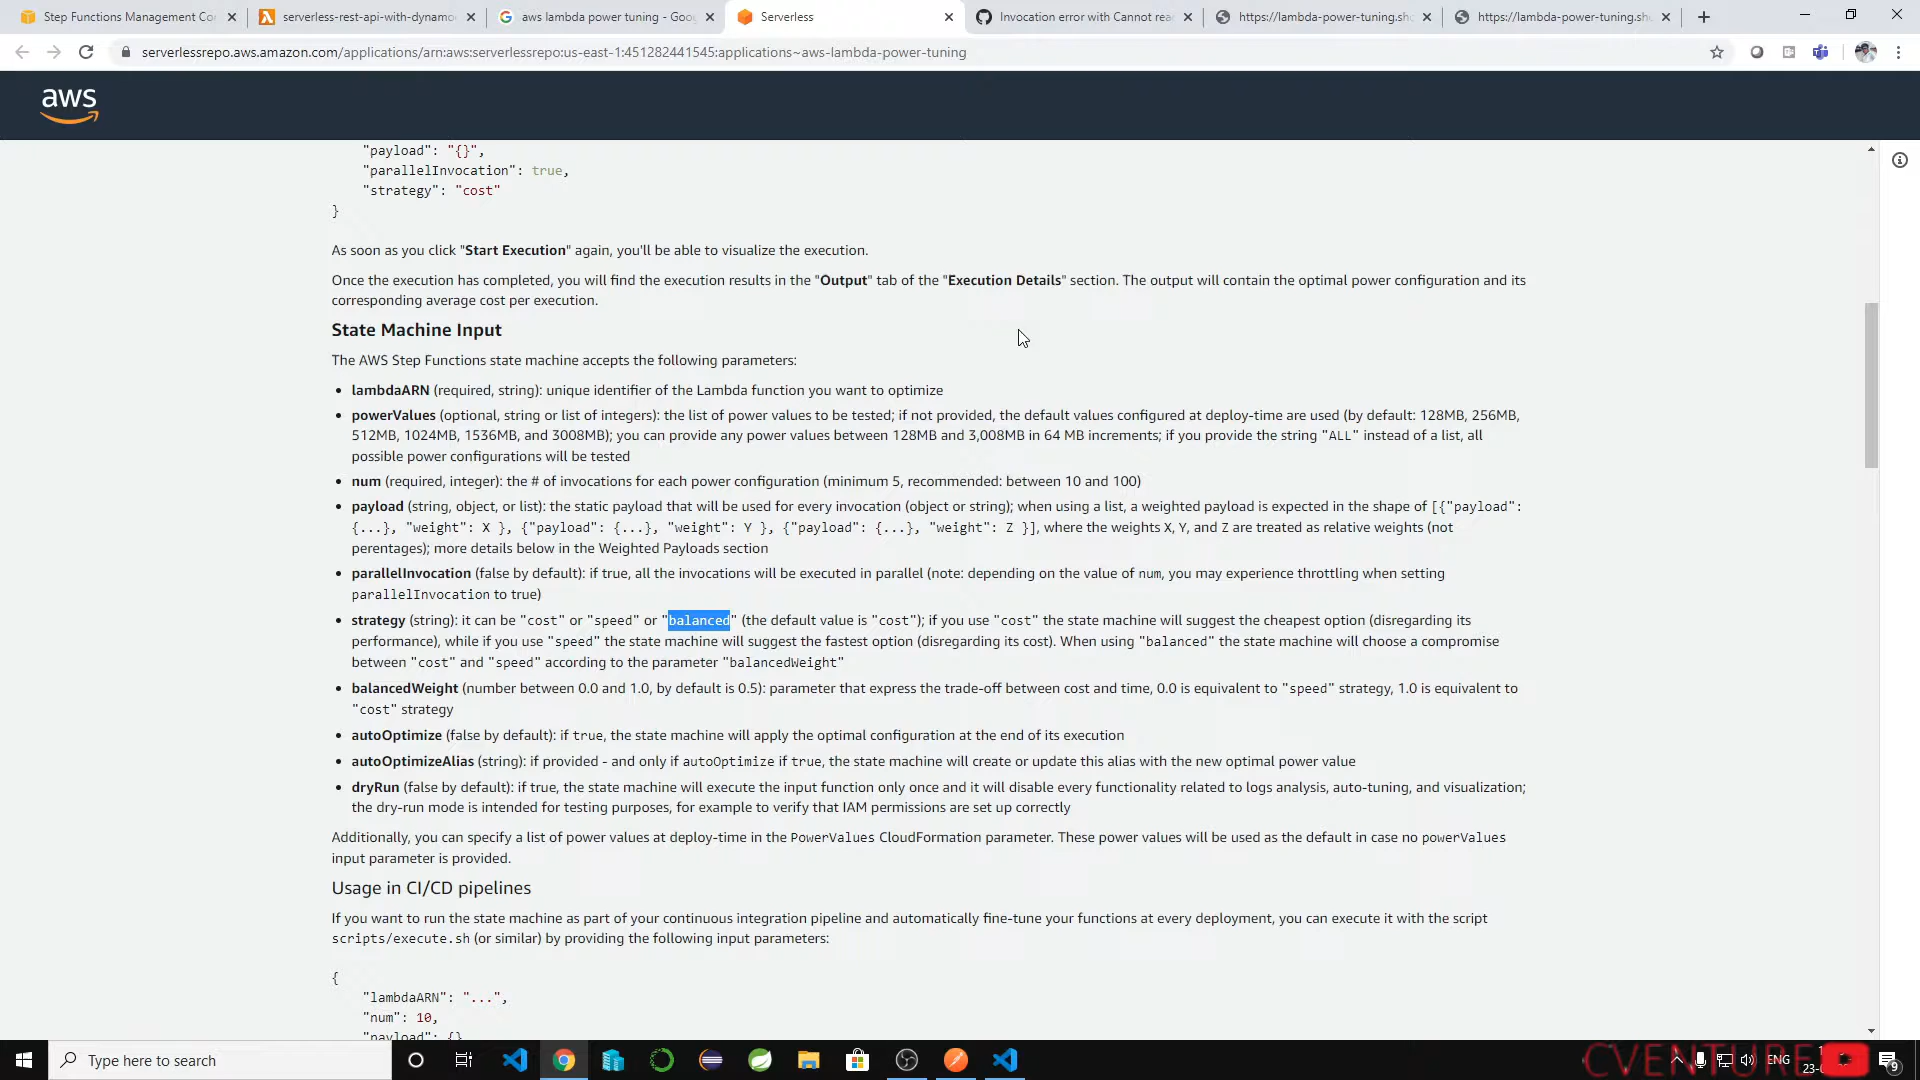 Step Functions Management Co
serverless-rest-api-with-dynamo
aws lambda power tuning - Goo
Serverless
Invocation error with Cannot rea
https://lambda-power-tuning.sho
https://lambda-power-tuning.sh
serverlessrepo.aws.amazon.com/applications/arn:aws:serverlessrepo:us-east-1:451282441545:applications~aws-lambda-power-tuning
aws
"payload": "{}",
"parallelInvocation": true,
"strategy": "cost"
}
As soon as you click "Start Execution" again, you'll be able to visualize the execution.
Once the execution has completed, you will find the execution results in the "Output" tab of the "Execution Details" section. The output will contain the optimal power configuration and its
corresponding average cost per execution.
State Machine Input
The AWS Step Functions state machine accepts the following parameters:
• lambdaARN (required, string): unique identifier of the Lambda function you want to optimize
• powerValues (optional, string or list of integers): the list of power values to be tested; if not provided, the default values configured at deploy-time are used (by default: 128MB, 256MB,
512MB, 1024MB, 1536MB, and 3008MB); you can provide any power values between 128MB and 3,008MB in 64 MB increments; if you provide the string "ALL" instead of a list, all
possible power configurations will be tested
• num (required, integer): the # of invocations for each power configuration (minimum 5, recommended: between 10 and 100)
• payload (string, object, or list): the static payload that will be used for every invocation (object or string); when using a list, a weighted payload is expected in the shape of [{"payload":
{...}, "weight": X }, {"payload": {...}, "weight": Y }, {"payload": {...}, "weight": Z }], where the weights X, Y, and Z are treated as relative weights (not
perentages); more details below in the Weighted Payloads section
• parallelInvocation (false by default): if true, all the invocations will be executed in parallel (note: depending on the value of num, you may experience throttling when setting
parallelInvocation to true)
• strategy (string): it can be "cost" or "speed" or "balanced" (the default value is "cost"); if you use "cost" the state machine will suggest the cheapest option (disregarding its
performance), while if you use "speed" the state machine will suggest the fastest option (disregarding its cost). When using "balanced" the state machine will choose a compromise
between "cost" and "speed" according to the parameter "balancedWeight"
• balancedWeight (number between 0.0 and 1.0, by default is 0.5): parameter that express the trade-off between cost and time, 0.0 is equivalent to "speed" strategy, 1.0 is equivalent to
"cost" strategy
• autoOptimize (false by default): if true, the state machine will apply the optimal configuration at the end of its execution
• autoOptimizeAlias (string): if provided - and only if autoOptimize if true, the state machine will create or update this alias with the new optimal power value
• dryRun (false by default): if true, the state machine will execute the input function only once and it will disable every functionality related to logs analysis, auto-tuning, and visualization;
the dry-run mode is intended for testing purposes, for example to verify that IAM permissions are set up correctly
Additionally, you can specify a list of power values at deploy-time in the PowerValues CloudFormation parameter. These power values will be used as the default in case no powerValues
input parameter is provided.
Usage in CI/CD pipelines
If you want to run the state machine as part of your continuous integration pipeline and automatically fine-tune your functions at every deployment, you can execute it with the script
scripts/execute.sh (or similar) by providing the following input parameters:
{
"lambdaARN": "...",
"num": 10,
"payload": {}
Type here to search
CVENTURE
ENG
9